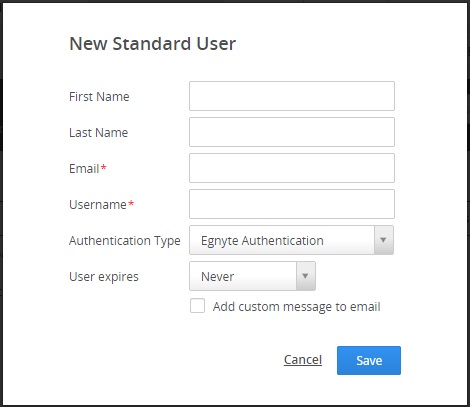 New Standard User
First Name
Last Name
Email*
Username*
Authentication Type Egnyte Authentication
User expires Never
Add custom message to email
Cancel Save